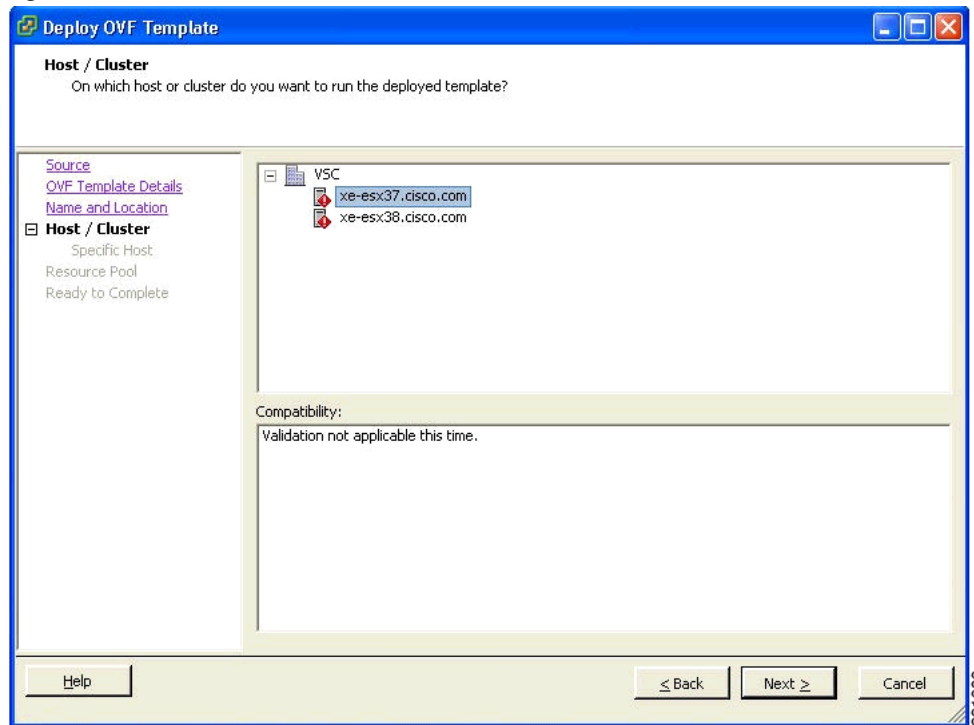 Deploy OVF Template
Host / Cluster
On which host or cluster do you want to run the deployed template?
Source
OVF Template Details
Name and Location
Host / Cluster
Specific Host
Resource Pool
Ready to Complete
VSC
xe-esx37.cisco.com
xe-esx38.cisco.com
Compatibility:
Validation not applicable this time.
Help
< Back
Next >
Cancel